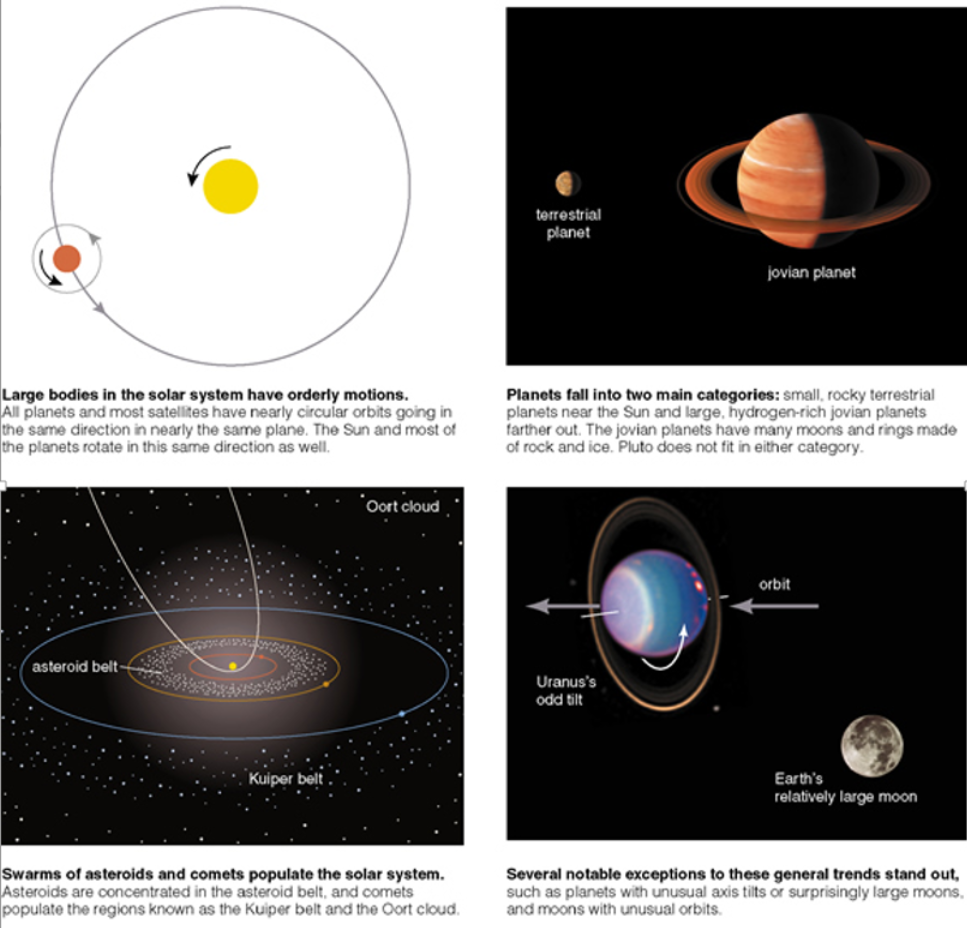 terrestrial
planet
jovian planet
Large bodies in the solar system have orderly motions.
All planets and most satellites have nearly circular orbits going in
the same direction in nearly the same plane. The Sun and most of
the planets rotate in this same direction as well.
Planets fall into two main categories: small, rocky terrestrial
planets near the Sun and large, hydrogen-rich jovian planets
farther out. The jovian planets have many moons and rings made
of rock and ice. Pluto does not fit in either category.
Oort cloud
asteroid belt
Kuiper belt
orbit
Uranus's
odd tilt
Earth's
relatively large moon
Swarms of asteroids and comets populate the solar system.
Asteroids are concentrated in the asteroid belt, and comets
populate the regions known as the Kuiper belt and the Oort cloud.
Several notable exceptions to these general trends stand out,
such as planets with unusual axis tilts or surprisingly large moons,
and moons with unusual orbits.